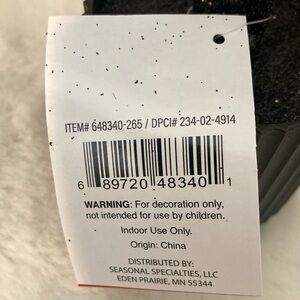 ITEM# 648340-265 / DPCI# 234-02-4914
6 89720 48340 1
WARNING: For decoration only,
not intended for use by children.
Indoor Use Only.
Origin: China
DISTRIBUTED BY:
SEASONAL SPECIALTIES, LLC
EDEN PRAIRIE, MN 55344